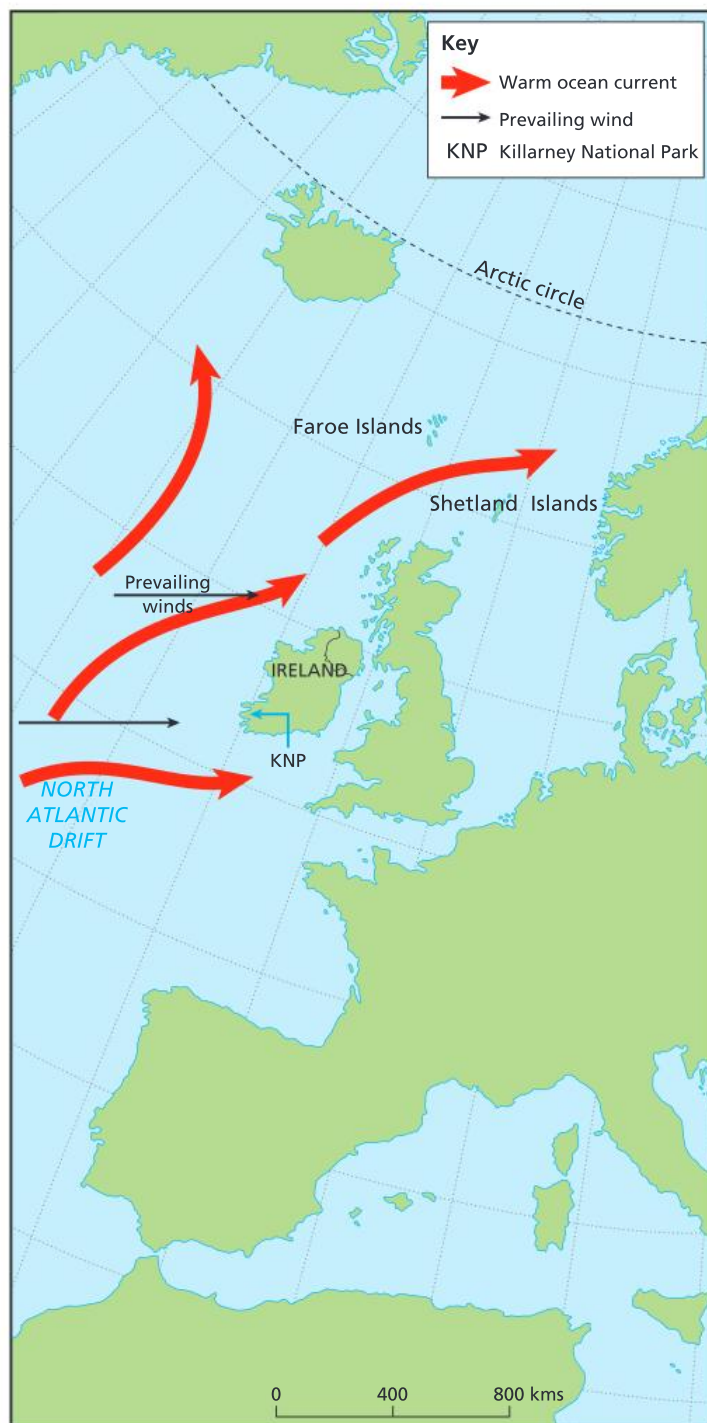 Key
Warm ocean current
Prevailing wind
KNP Killarney National Park
Arctic circle
Faroe Islands
Shetland Islands
Prevailing
winds
IRELAND
KNP
NORTH
ATLANTIC
DRIFT
0 400 800 kms